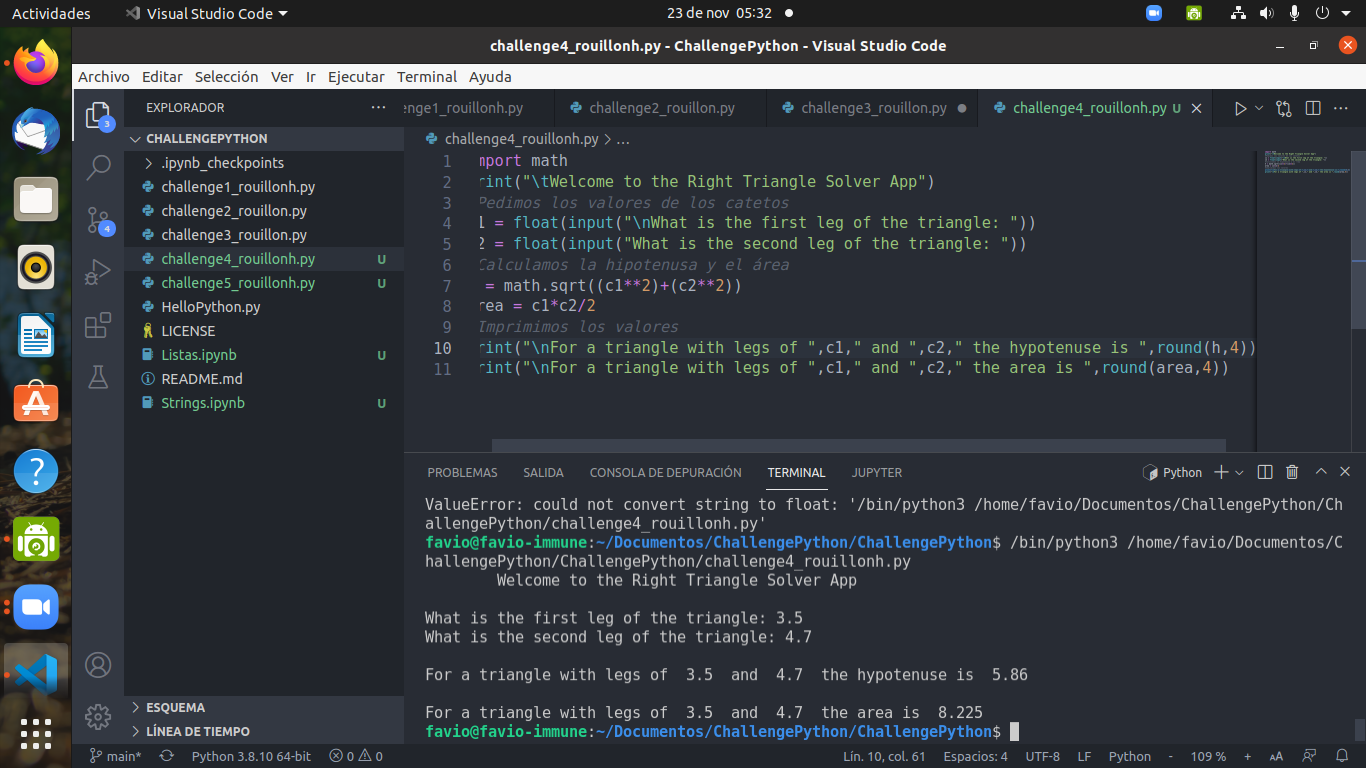 Actividades
Visual Studio Code
23 de nov 05:32
challenge4_rouillonh.py - ChallengePython - Visual Studio Code
Archivo Editar Selección Ver Ir Ejecutar Terminal Ayuda
EXPLORADOR
···
enge1_rouillonh.py
challenge2_rouillon.py
challenge3_rouillon.py
challenge4_rouillonh.py U
3
CHALLENGEPYTHON
.ipynb_checkpoints
challenge1_rouillonh.py
challenge2_rouillon.py
challenge3_rouillon.py
4
challenge4_rouillonh.py U
challenge5_rouillonh.py U
HelloPython.py
LICENSE
Listas.ipynb U
README.md
Strings.ipynb U
ESQUEMA
LÍNEA DE TIEMPO
challenge4_rouillonh.py > ...
1 mport math
2 rint("\tWelcome to the Right Triangle Solver App")
3 Pedimos los valores de los catetos
4 1 = float(input("\nWhat is the first leg of the triangle: "))
5 2 = float(input("What is the second leg of the triangle: "))
6 Calculamos la hipotenusa y el área
7 = math.sqrt((c1**2)+(c2**2))
8 rea = c1*c2/2
9 Imprimimos los valores
10 rint("\nFor a triangle with legs of ",c1," and ",c2," the hypotenuse is ",round(h,4))
11 rint("\nFor a triangle with legs of ",c1," and ",c2," the area is ",round(area,4))
PROBLEMAS SALIDA CONSOLA DE DEPURACIÓN TERMINAL JUPYTER
Python
ValueError: could not convert string to float: '/bin/python3 /home/favio/Documentos/ChallengePython/Ch
allengePython/challenge4_rouillonh.py'
favio@favio-immune:~/Documentos/ChallengePython/ChallengePython$ /bin/python3 /home/favio/Documentos/C
hallengePython/ChallengePython/challenge4_rouillonh.py
Welcome to the Right Triangle Solver App
What is the first leg of the triangle: 3.5
What is the second leg of the triangle: 4.7
For a triangle with legs of  3.5  and  4.7  the hypotenuse is  5.86
For a triangle with legs of  3.5  and  4.7  the area is  8.225
favio@favio-immune:~/Documentos/ChallengePython/ChallengePython$
main*
Python 3.8.10 64-bit
0
0
Lín. 10, col. 61
Espacios: 4
UTF-8
LF
Python
-
109 %
+
AA